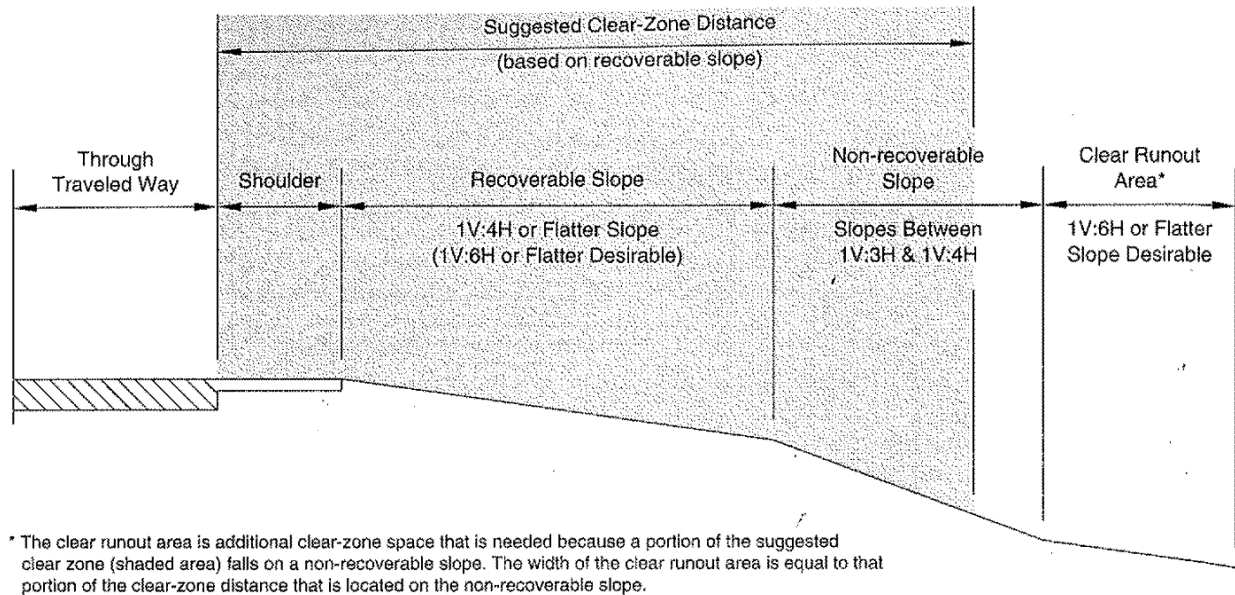 Suggested Clear-Zone Distance
(based on recoverable slope)
Through
Traveled Way
Shoulder
Recoverable Slope
1V:4H or Flatter Slope
(1V:6H or Flatter Desirable)
Non-recoverable
Slope
Slopes Between
1V:3H & 1V:4H
Clear Runout
Area*
1V:6H or Flatter
Slope Desirable
* The clear runout area is additional clear-zone space that is needed because a portion of the suggested
clear zone (shaded area) falls on a non-recoverable slope. The width of the clear runout area is equal to that
portion of the clear-zone distance that is located on the non-recoverable slope.